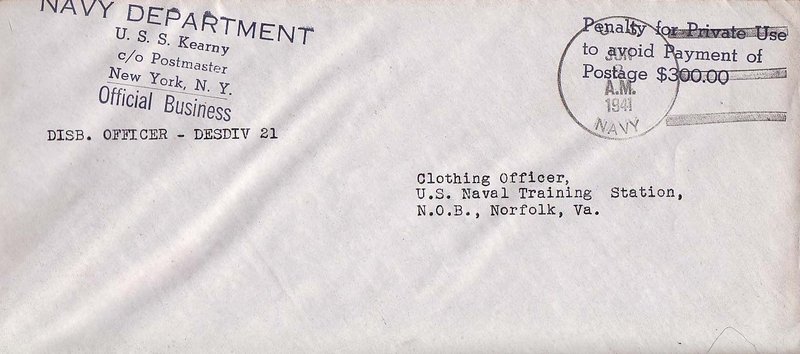 NAVY DEPARTMENT
U. S. S. Kearny
c/o Postmaster
New York, N. Y.
Official Business
DISB. OFFICER - DESDIV 21
Penalty for Private Use
to avoid Payment of
Postage $300.00
A.M.
1941
NAVY
Clothing Officer,
U.S. Naval Training Station,
N.O.B., Norfolk, Va.